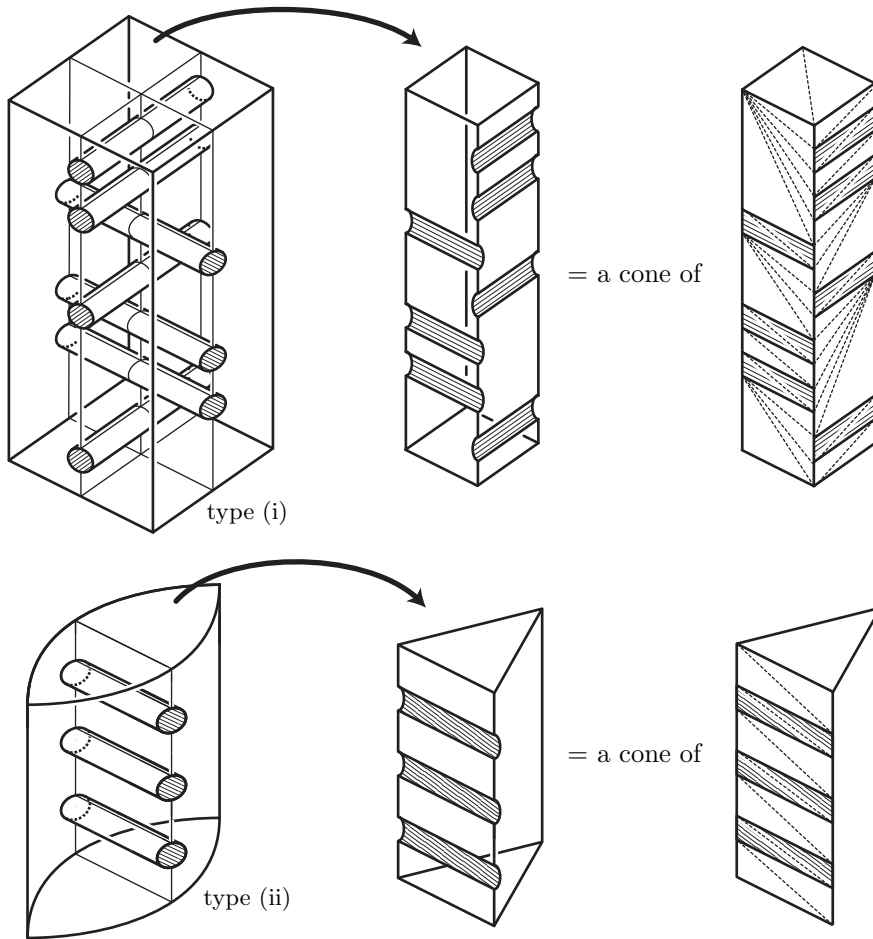 = a cone of
type (i)
= a cone of
type (ii)